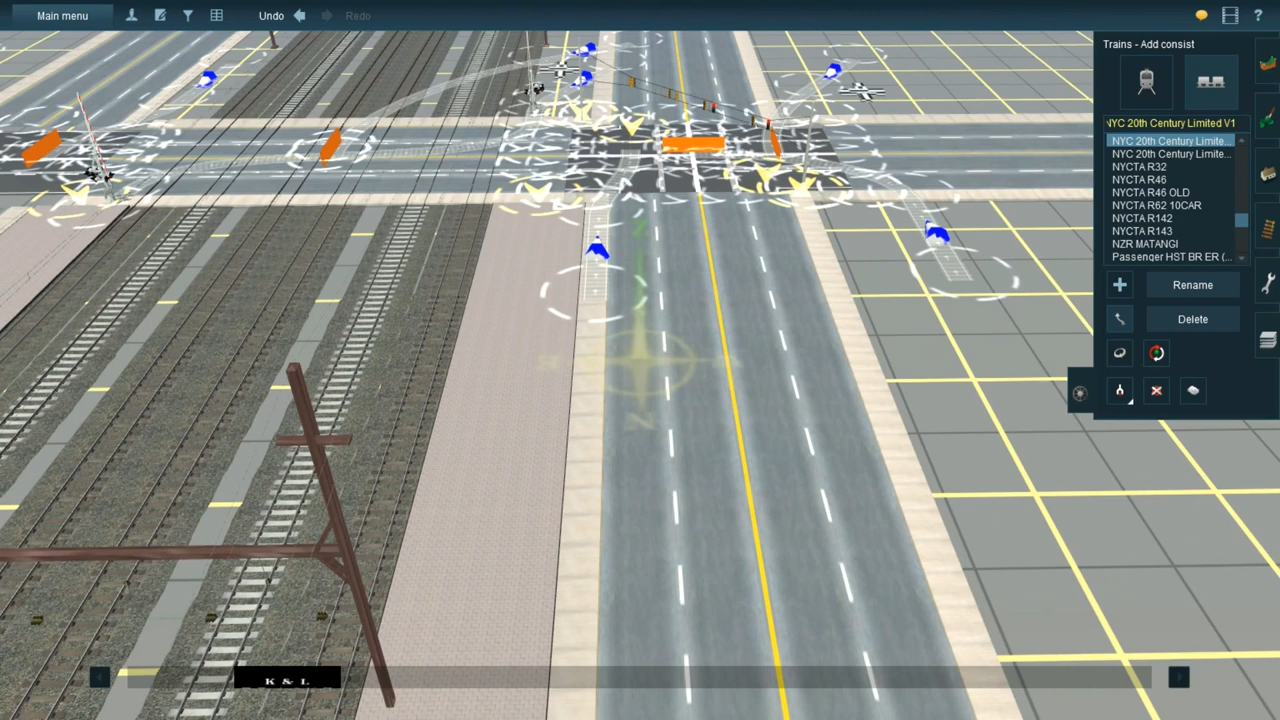 Main menu
Undo
Redo
?
Trains - Add consist
NYC 20th Century Limited V1
NYC 20th Century Limite...
NYC 20th Century Limite...
NYCTA R32
NYCTA R46
NYCTA R46 OLD
NYCTA R62 10CAR
NYCTA R142
NYCTA R143
NZR MATANGI
Passenger HST BR ER (...
Rename
Delete
N
K & L